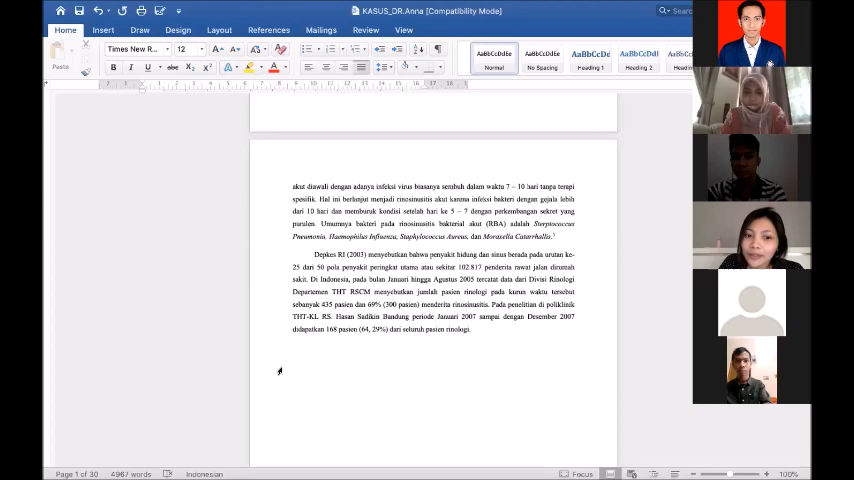 KASUS_DR.Anna [Compatibility Mode]
Home Insert Draw Design Layout References Mailings Review View
Times New R... 12
Paste
AaBbCcDdEe AaBbCcDdEe AaBbCcDd AaBbCcDdE
Normal No Spacing Heading 1 Heading 2
akut diawali dengan adanya infeksi virus biasanya sembuh dalam waktu 7 – 10 hari tanpa terapi
spesifik. Hal ini berlanjut menjadi rinosinusitis akut karena infeksi bakteri dengan gejala lebih
dari 10 hari dan memburuk kondisi setelah hari ke 5 – 7 dengan perkembangan sekret yang
purulen. Umumnya bakteri pada rinosinusitis bakterial akut (RBA) adalah Sterptococcus
Pneumonia, Haemophilus Influenza, Staphylococcus Aureus, dan Moraxella Catarrhalis.
Depkes RI (2003) menyebutkan bahwa penyakit hidung dan sinus berada pada urutan ke-
25 dari 50 pola penyakit peringkat utama atau sekitar 102.817 penderita rawat jalan dirumah
sakit. Di Indonesia, pada bulan Januari hingga Agustus 2005 tercatat data dari Divisi Rinologi
Departemen THT RSCM menyebutkan jumlah pasien rinologi pada kurun waktu tersebut
sebanyak 435 pasien dan 69% (300 pasien) menderita rinosinusitis. Pada penelitian di poliklinik
THT-KL RS. Hasan Sadikin Bandung periode Januari 2007 sampai dengan Desember 2007
didapatkan 168 pasien (64, 29%) dari seluruh pasien rinologi.
Page 1 of 30 4967 words Indonesian Focus 100%